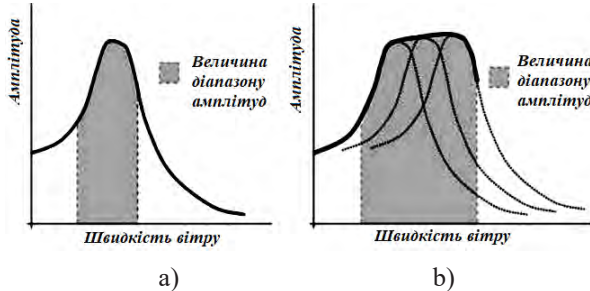 Амплітуда
Величина
діапазону
амплітуд
Швидкість вітру
а)
Амплітуда
Величина
діапазону
амплітуд
Швидкість вітру
b)